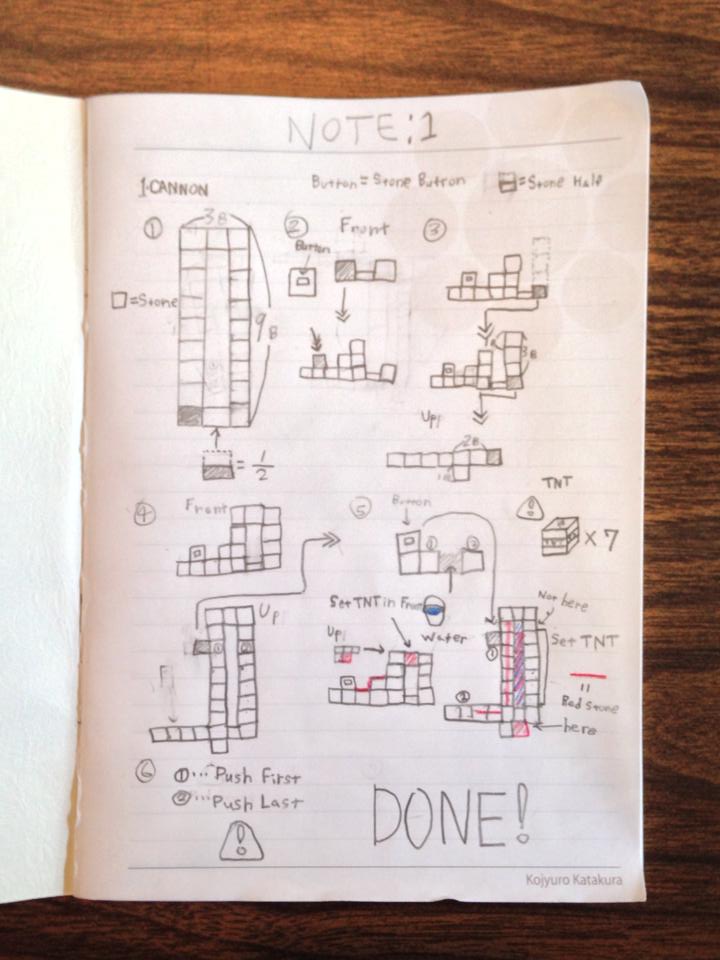 NOTE:1
1.CANNON
Button = Stone Button
= Stone Half
①
3B
□=Stone
9B
= 1/2
②
Front
Button
③
3B
Up
2B
1B
④
Front
Up
⑤
Button
①
②
TNT
!
×7
Set TNT in Front
Water
Up
Not here
Set TNT
Red Stone
here
①
②
⑥
①… Push First
②… Push Last
!
DONE!
Kojyuro Katakura